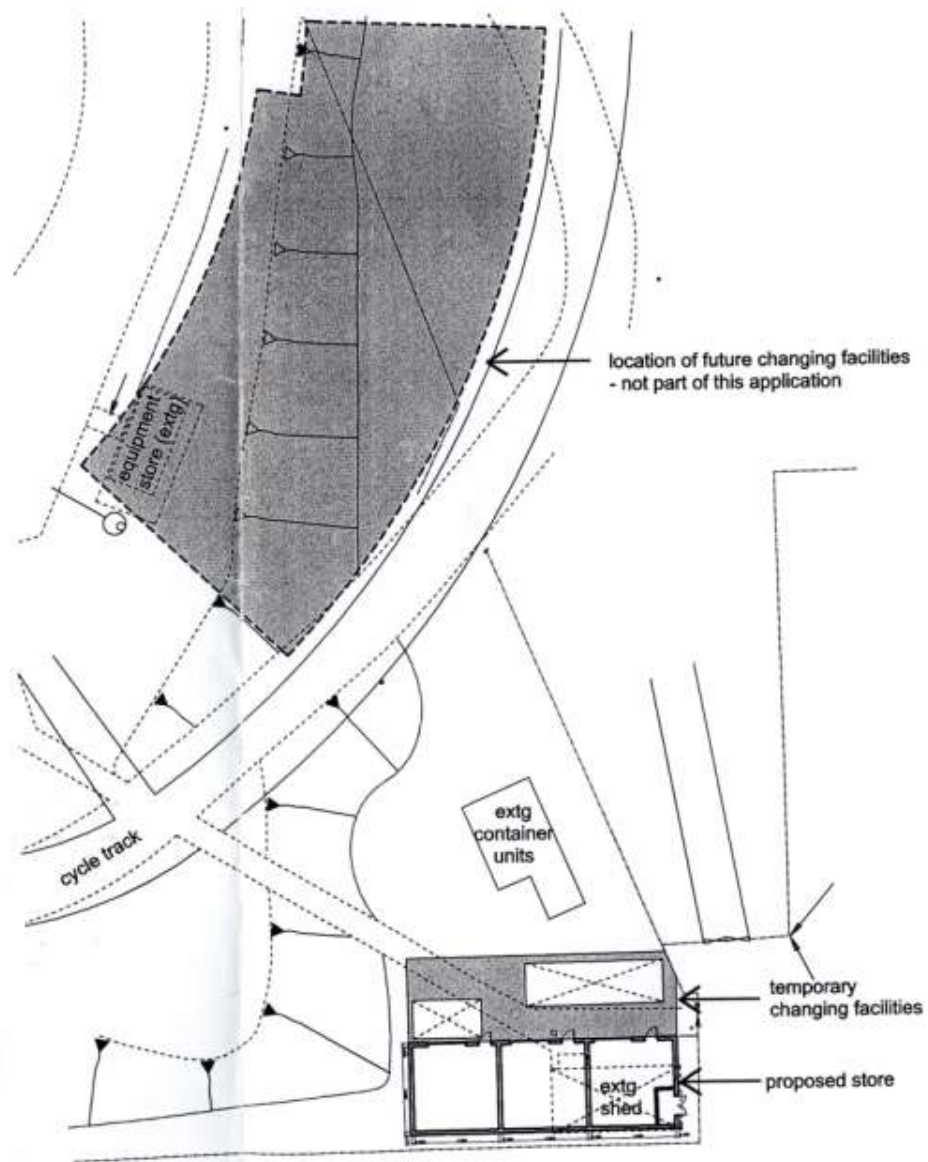 location of future changing facilities
- not part of this application
equipment
store (extg)
extg
container
units
cycle track
temporary
changing facilities
proposed store
extg
shed